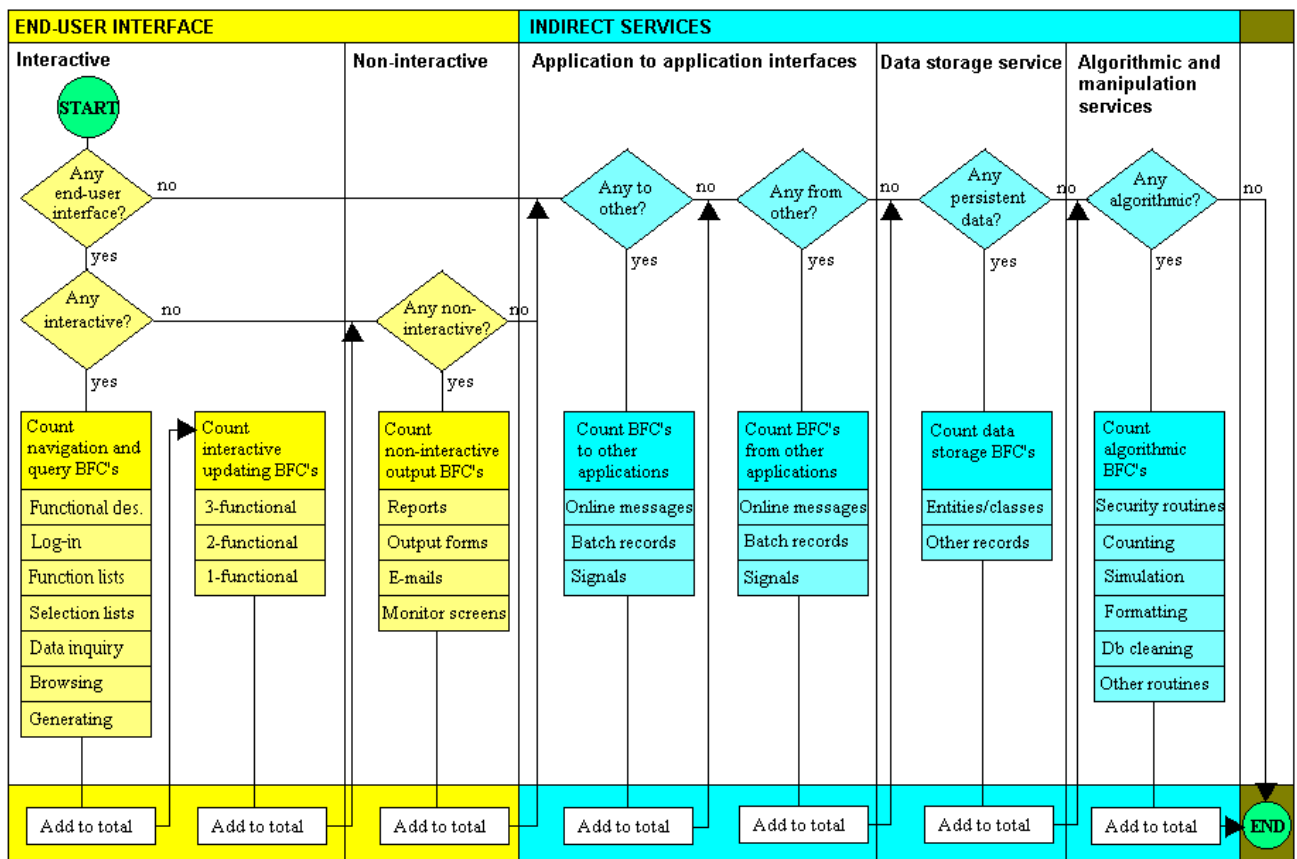 END-USER INTERFACE
INDIRECT SERVICES
Interactive
Non-interactive
Application to application interfaces
Data storage service
Algorithmic and
manipulation
services
START
Any
end-user
interface?
no
yes
Any to
other?
no
yes
Any from
other?
no
yes
Any
persistent
data?
no
yes
Any
algorithmic?
no
yes
Any
interactive?
no
yes
Any non-
interactive?
no
yes
Count
navigation and
query BFC's
Functional des.
Log-in
Function lists
Selection lists
Data inquiry
Browsing
Generating
Count
interactive
updating BFC's
3-functional
2-functional
1-functional
Count
non-interactive
output BFC's
Reports
Output forms
E-mails
Monitor screens
Count BFC's
to other
applications
Online messages
Batch records
Signals
Count BFC's
from other
applications
Online messages
Batch records
Signals
Count data
storage BFC's
Entities/classes
Other records
Count
algorithmic
BFC's
Security routines
Counting
Simulation
Formatting
Db cleaning
Other routines
Add to total
Add to total
Add to total
Add to total
Add to total
Add to total
Add to total
END